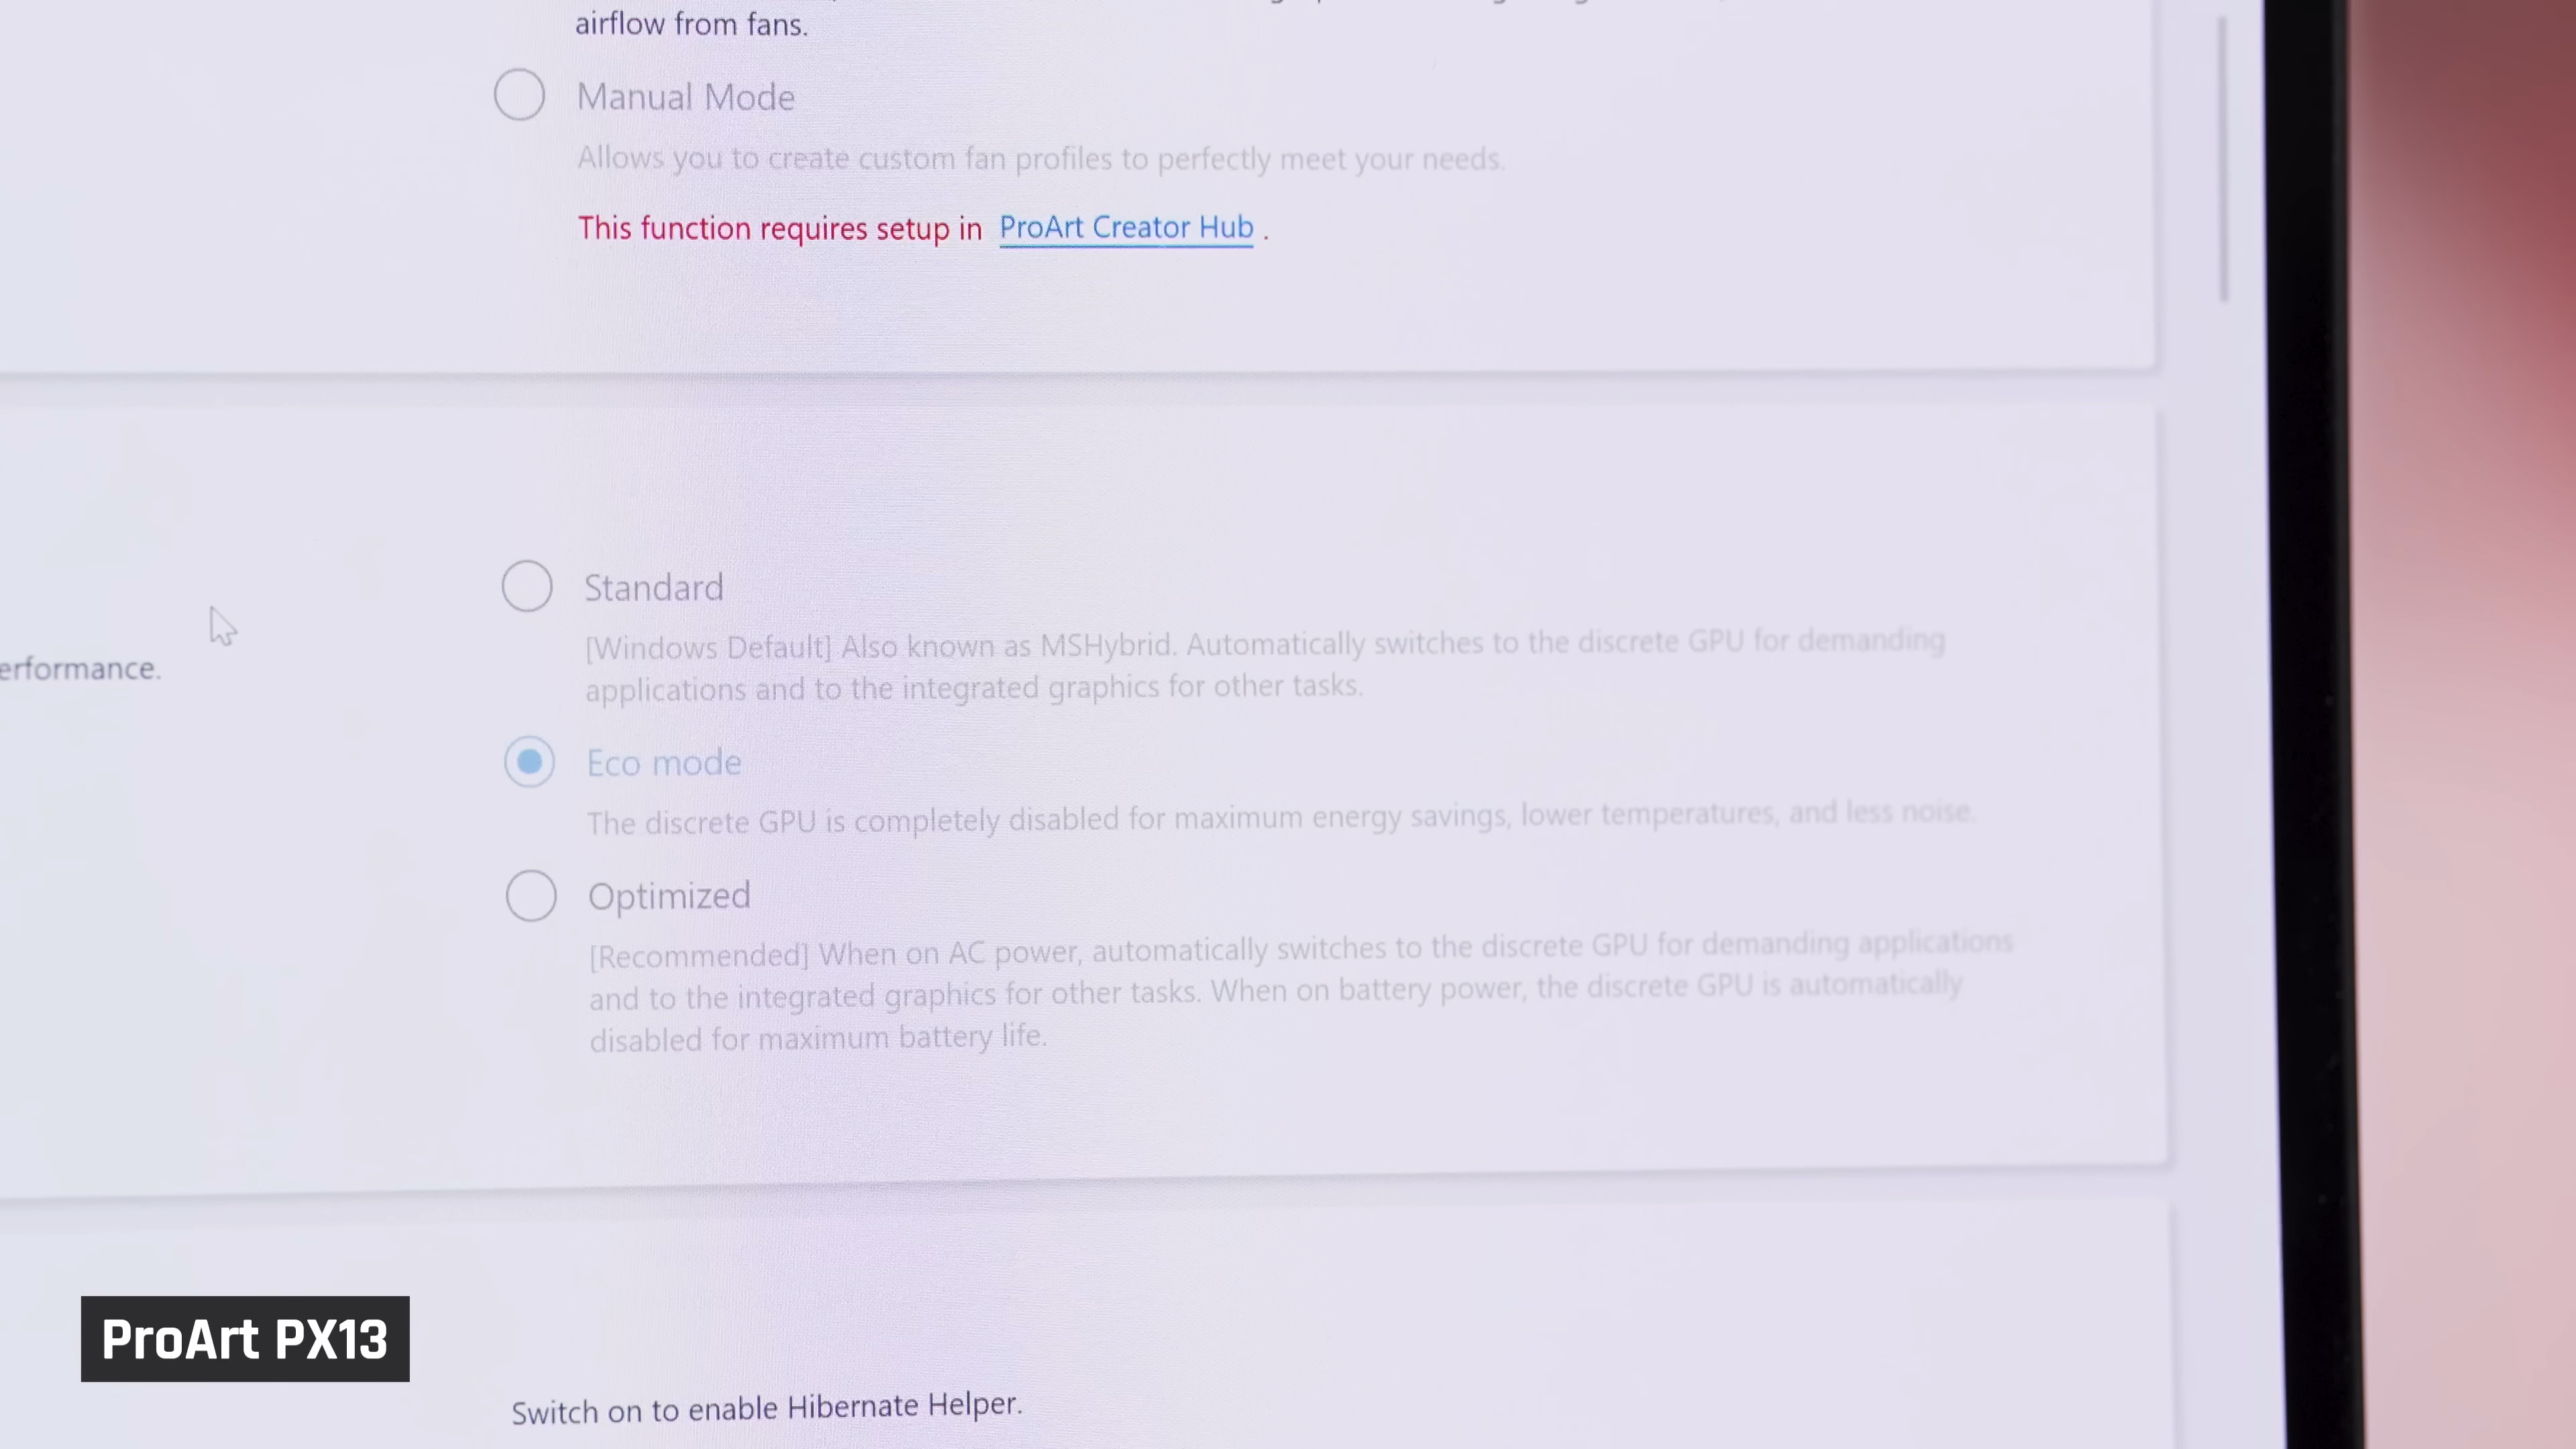 airflow from fans.
Manual Mode
Allows you to create custom fan profiles to perfectly meet your needs.
This function requires setup in ProArt Creator Hub .
Standard
[Windows Default] Also known as MSHybrid. Automatically switches to the discrete GPU for demanding
applications and to the integrated graphics for other tasks.
erformance.
Eco mode
The discrete GPU is completely disabled for maximum energy savings, lower temperatures, and less noise.
Optimized
[Recommended] When on AC power, automatically switches to the discrete GPU for demanding applications
and to the integrated graphics for other tasks. When on battery power, the discrete GPU is automatically
disabled for maximum battery life.
ProArt PX13
Switch on to enable Hibernate Helper.